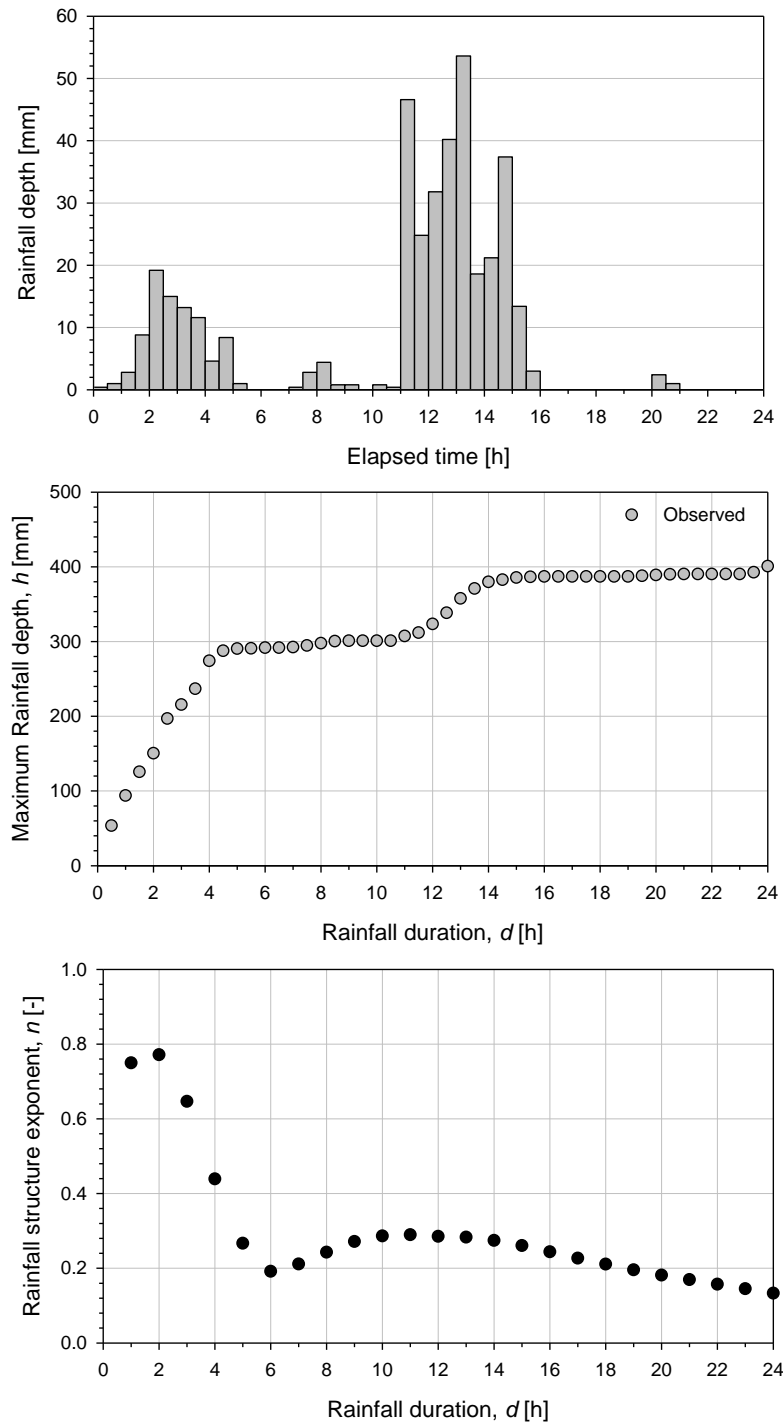 60
50
40
30
20
10
0
Rainfall depth [mm]
0 2 4 6 8 10 12 14 16 18 20 22 24
Elapsed time [h]
500
400
300
200
100
0
Maximum Rainfall depth, h [mm]
Observed
0 2 4 6 8 10 12 14 16 18 20 22 24
Rainfall duration, d [h]
1.0
0.8
0.6
0.4
0.2
0.0
Rainfall structure exponent, n [-]
0 2 4 6 8 10 12 14 16 18 20 22 24
Rainfall duration, d [h]